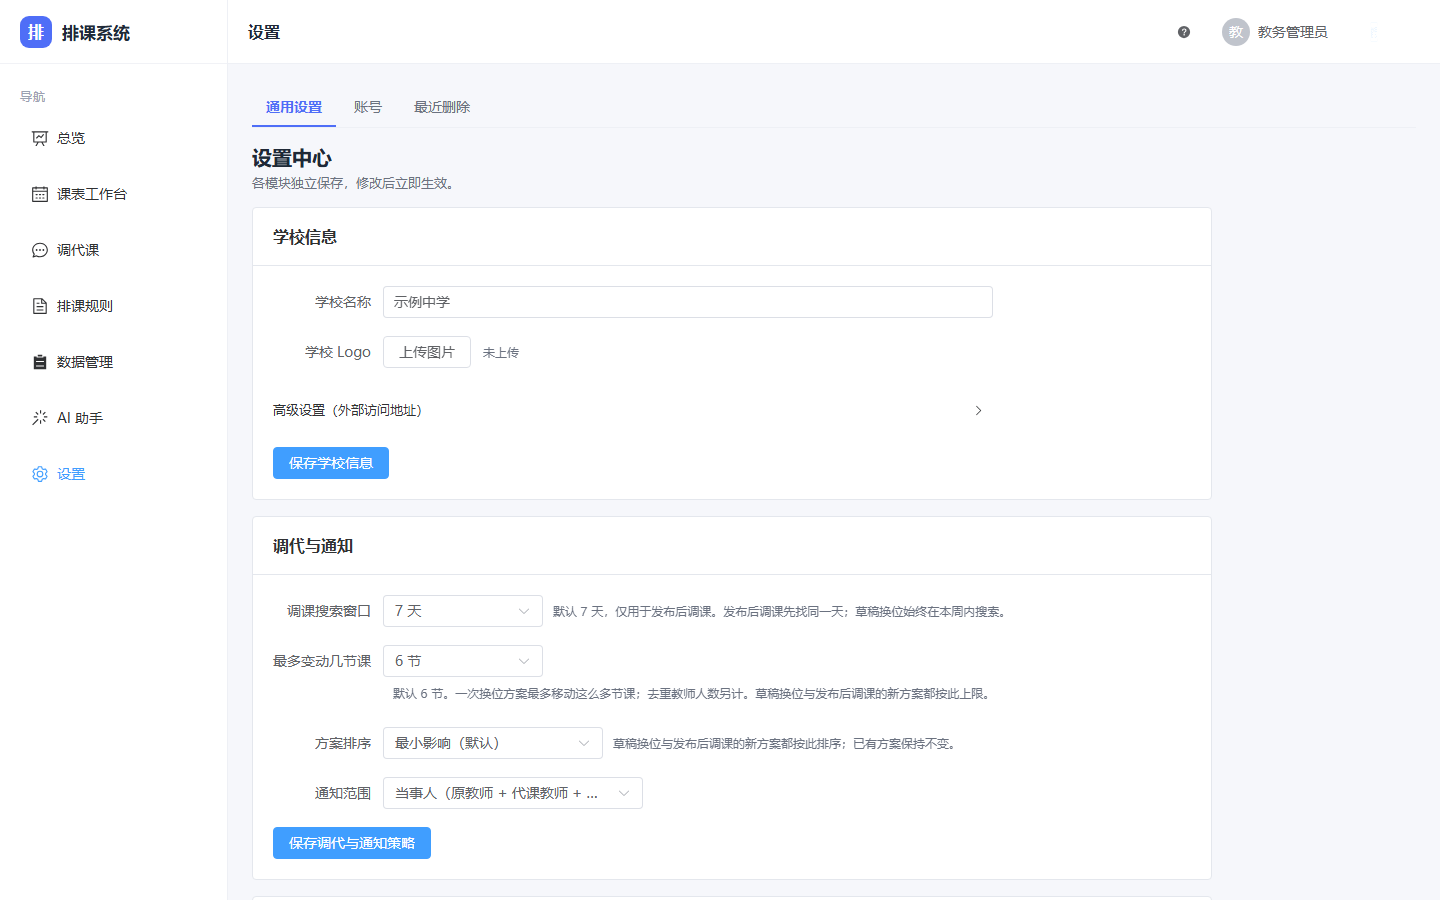 排 排课系统
设置
教 教务管理员
导航
总览
课表工作台
调代课
排课规则
数据管理
AI 助手
设置
通用设置 账号 最近删除
设置中心
各模块独立保存，修改后立即生效。
学校信息
学校名称 示例中学
学校 Logo 上传图片 未上传
高级设置（外部访问地址）
保存学校信息
调代与通知
调课搜索窗口 7 天 默认 7 天，仅用于发布后调课。发布后调课先找同一天；草稿换位始终在本周内搜索。
最多变动几节课 6 节
默认 6 节。一次换位方案最多移动这么多节课；去重教师人数另计。草稿换位与发布后调课的新方案都按此上限。
方案排序 最小影响（默认） 草稿换位与发布后调课的新方案都按此排序；已有方案保持不变。
通知范围 当事人（原教师 + 代课教师 + ...
保存调代与通知策略